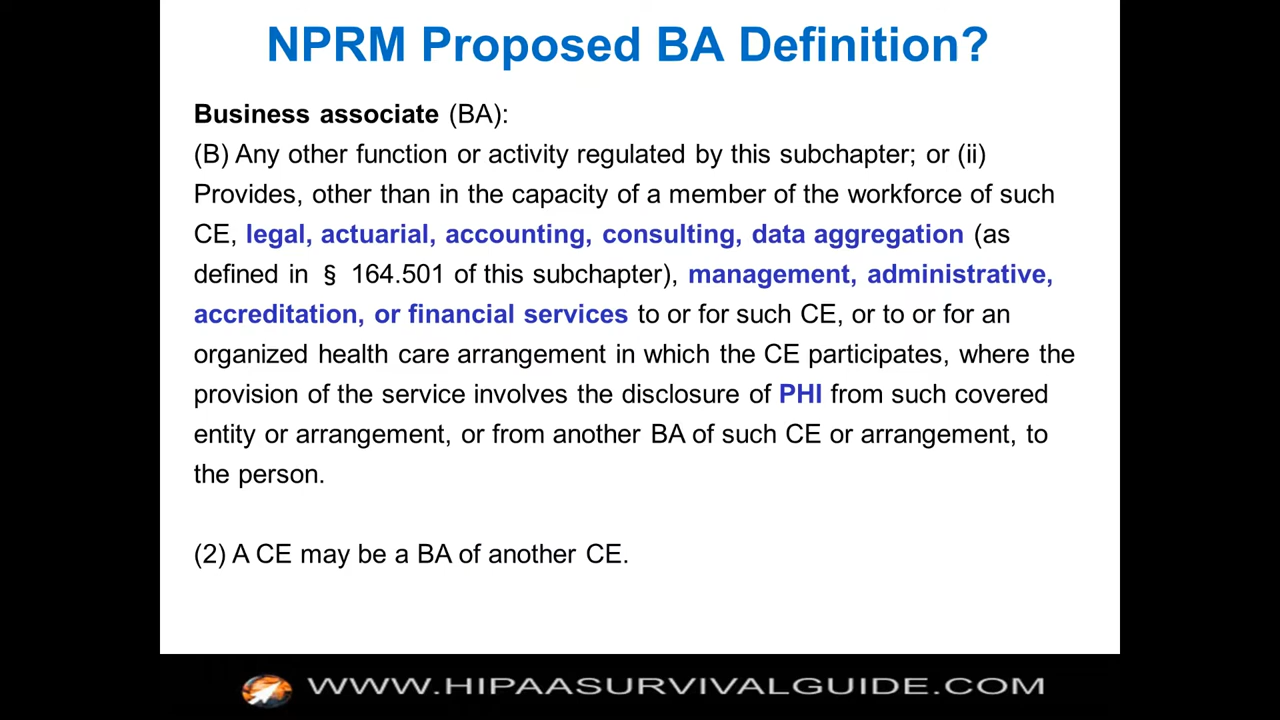 NPRM Proposed BA Definition?
Business associate (BA):
(B) Any other function or activity regulated by this subchapter; or (ii)
Provides, other than in the capacity of a member of the workforce of such
CE, legal, actuarial, accounting, consulting, data aggregation (as
defined in § 164.501 of this subchapter), management, administrative,
accreditation, or financial services to or for such CE, or to or for an
organized health care arrangement in which the CE participates, where the
provision of the service involves the disclosure of PHI from such covered
entity or arrangement, or from another BA of such CE or arrangement, to
the person.
(2) A CE may be a BA of another CE.
WWW.HIPAASURVIVALGUIDE.COM